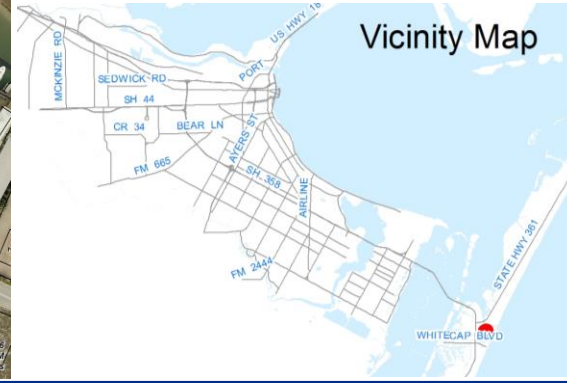 Vicinity Map
US HWY 18
MCKINZIE RD
PORT
SEDWICK RD
SH 44
CR 34
BEAR LN
AYERS ST
FM 665
SH 358
AIRLINE
FM 2444
STATE HWY 361
WHITECAP BLVD